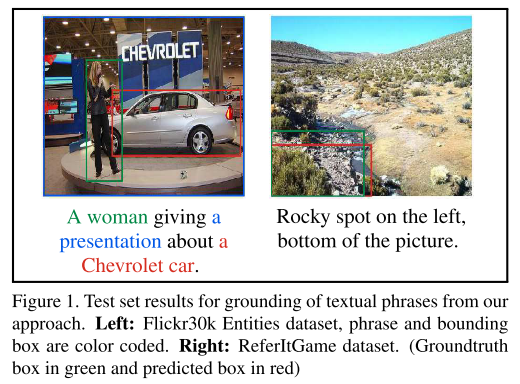 CHEVROLET
A woman giving a
presentation about a
Chevrolet car.
Rocky spot on the left,
bottom of the picture.
Figure 1. Test set results for grounding of textual phrases from our
approach. Left: Flickr30k Entities dataset, phrase and bounding
box are color coded. Right: ReferItGame dataset. (Groundtruth
box in green and predicted box in red)